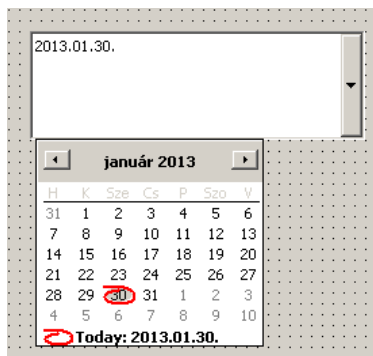 2013.01.30.
január 2013
H K Sze Cs P Szo V
31 1 2 3 4 5 6
7 8 9 10 11 12 13
14 15 16 17 18 19 20
21 22 23 24 25 26 27
28 29 30 31 1 2 3
4 5 6 7 8 9 10
Today: 2013.01.30.